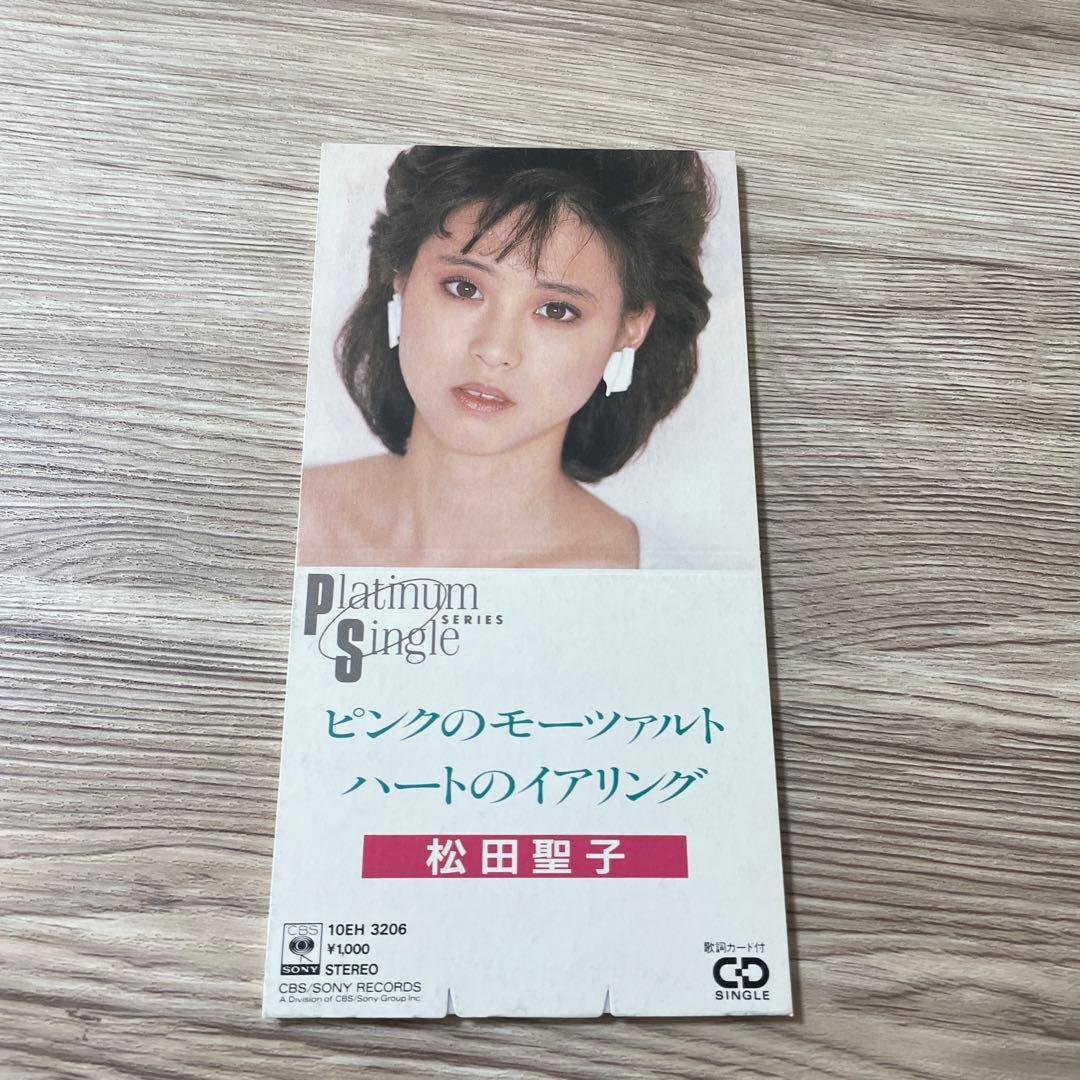 Platinum
SERIES
Single
ピンクのモーツァルト
ハートのイアリング
松田聖子
CBS
SONY
10EH 3206
¥1,000
STEREO
CBS/SONY RECORDS
A Division of CBS/Sony Group Inc.
歌詞カード付
CD
SINGLE